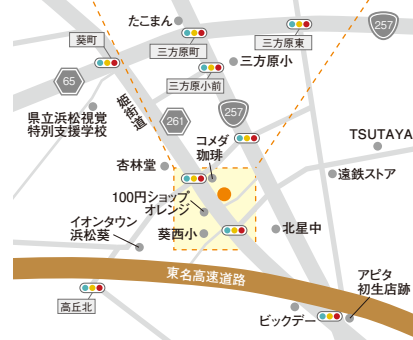 たこまん
257
葵町
三方原町
三方原東
三方原小
三方原小前
65
姫街道
県立浜松視覚
特別支援学校
261
257
コメダ
珈琲
TSUTAYA
杏林堂
遠鉄ストア
100円ショップ
オレンジ
イオンタウン
浜松葵
葵西小
北星中
東名高速道路
アピタ
初生店跡
高丘北
ビックデー